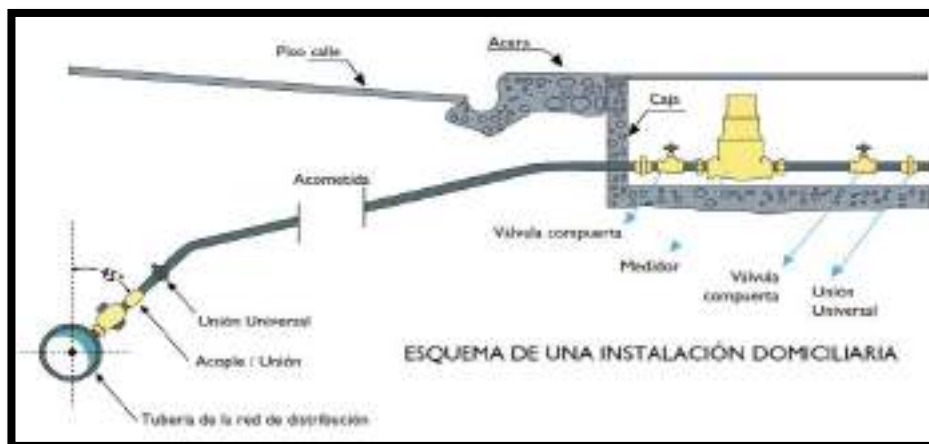 Piso calle
Acera
Caja
Acometida
Válvula compuerta
Medidor
Válvula
compuerta
Unión
Universal
45°
Unión Universal
Acople / Unión
Tubería de la red de distribución
ESQUEMA DE UNA INSTALACIÓN DOMICILIARIA